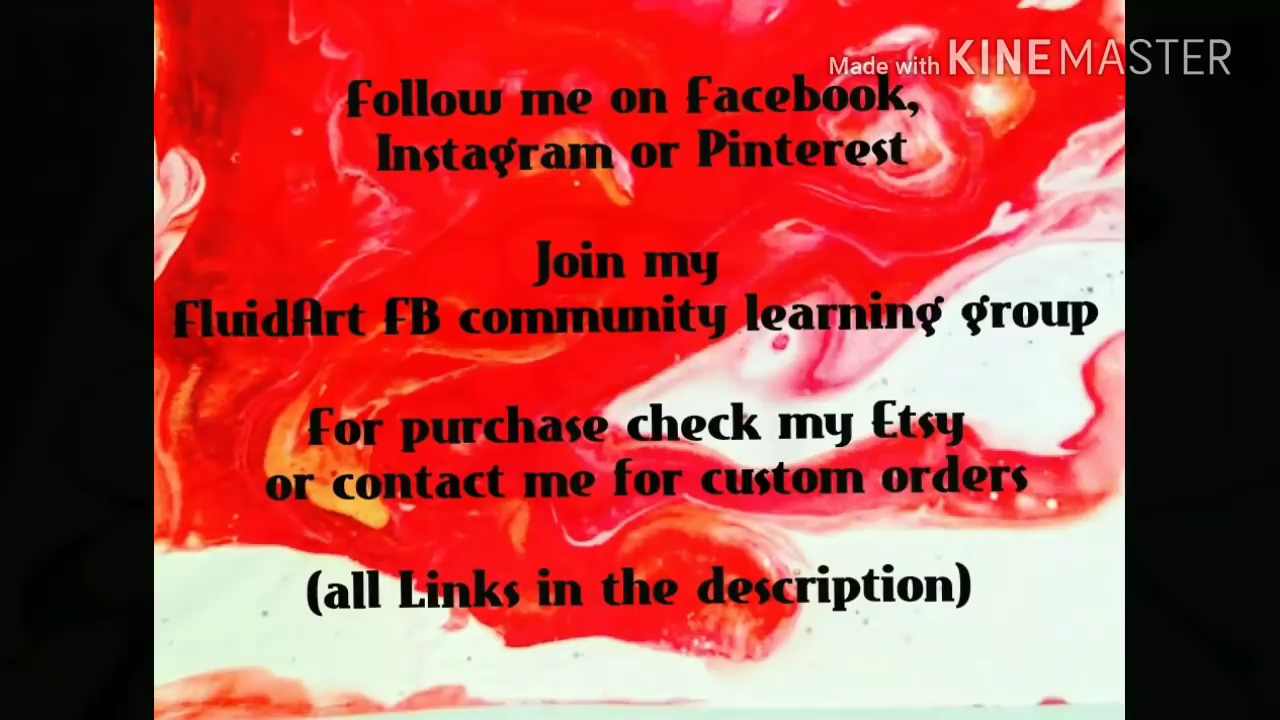 Made with KINEMASTER
Follow me on Facebook,
Instagram or Pinterest
Join my
FluidArt FB community learning group
For purchase check my Etsy
or contact me for custom orders
(all Links in the description)